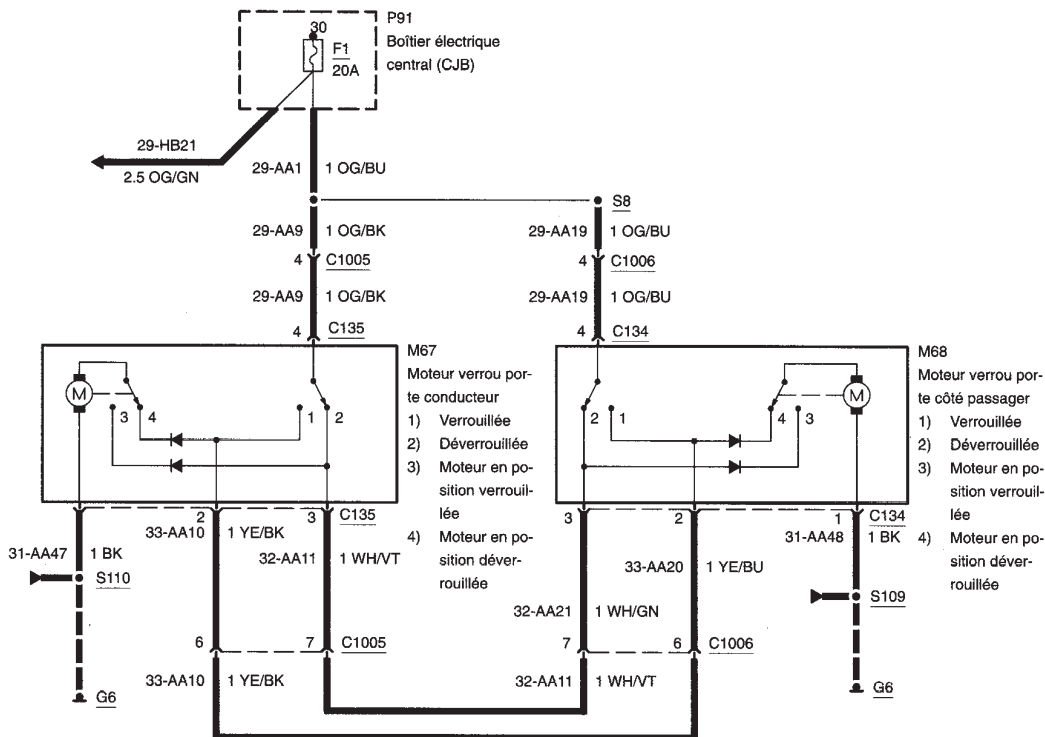 P91
30
Boîtier électrique
F1
central (CJB)
20A
29-HB21
2.5 OG/GN
29-AA1 1 OG/BU
S8
29-AA9 1 OG/BK
29-AA19 1 OG/BU
4 C1005
4 C1006
29-AA9 1 OG/BK
29-AA19 1 OG/BU
4 C135
4 C134
M67
Moteur verrou por-
te conducteur
1) Verrouillée
2) Déverrouillée
3) Moteur en po-
sition verrouil-
lée
4) Moteur en po-
sition déver-
rouillée
M
3 4
1 2
M68
Moteur verrou por-
te côté passager
1) Verrouillée
2) Déverrouillée
3) Moteur en po-
sition verrouil-
lée
4) Moteur en po-
sition déver-
rouillée
2 1
4 3
M
2 3 C135
3 2 1 C134
33-AA10 1 YE/BK
31-AA48 1 BK
31-AA47 1 BK
32-AA11 1 WH/VT
33-AA20 1 YE/BU
S110
S109
32-AA21 1 WH/GN
6 7 C1005
7 6 C1006
33-AA10 1 YE/BK
32-AA11 1 WH/VT
G6
G6